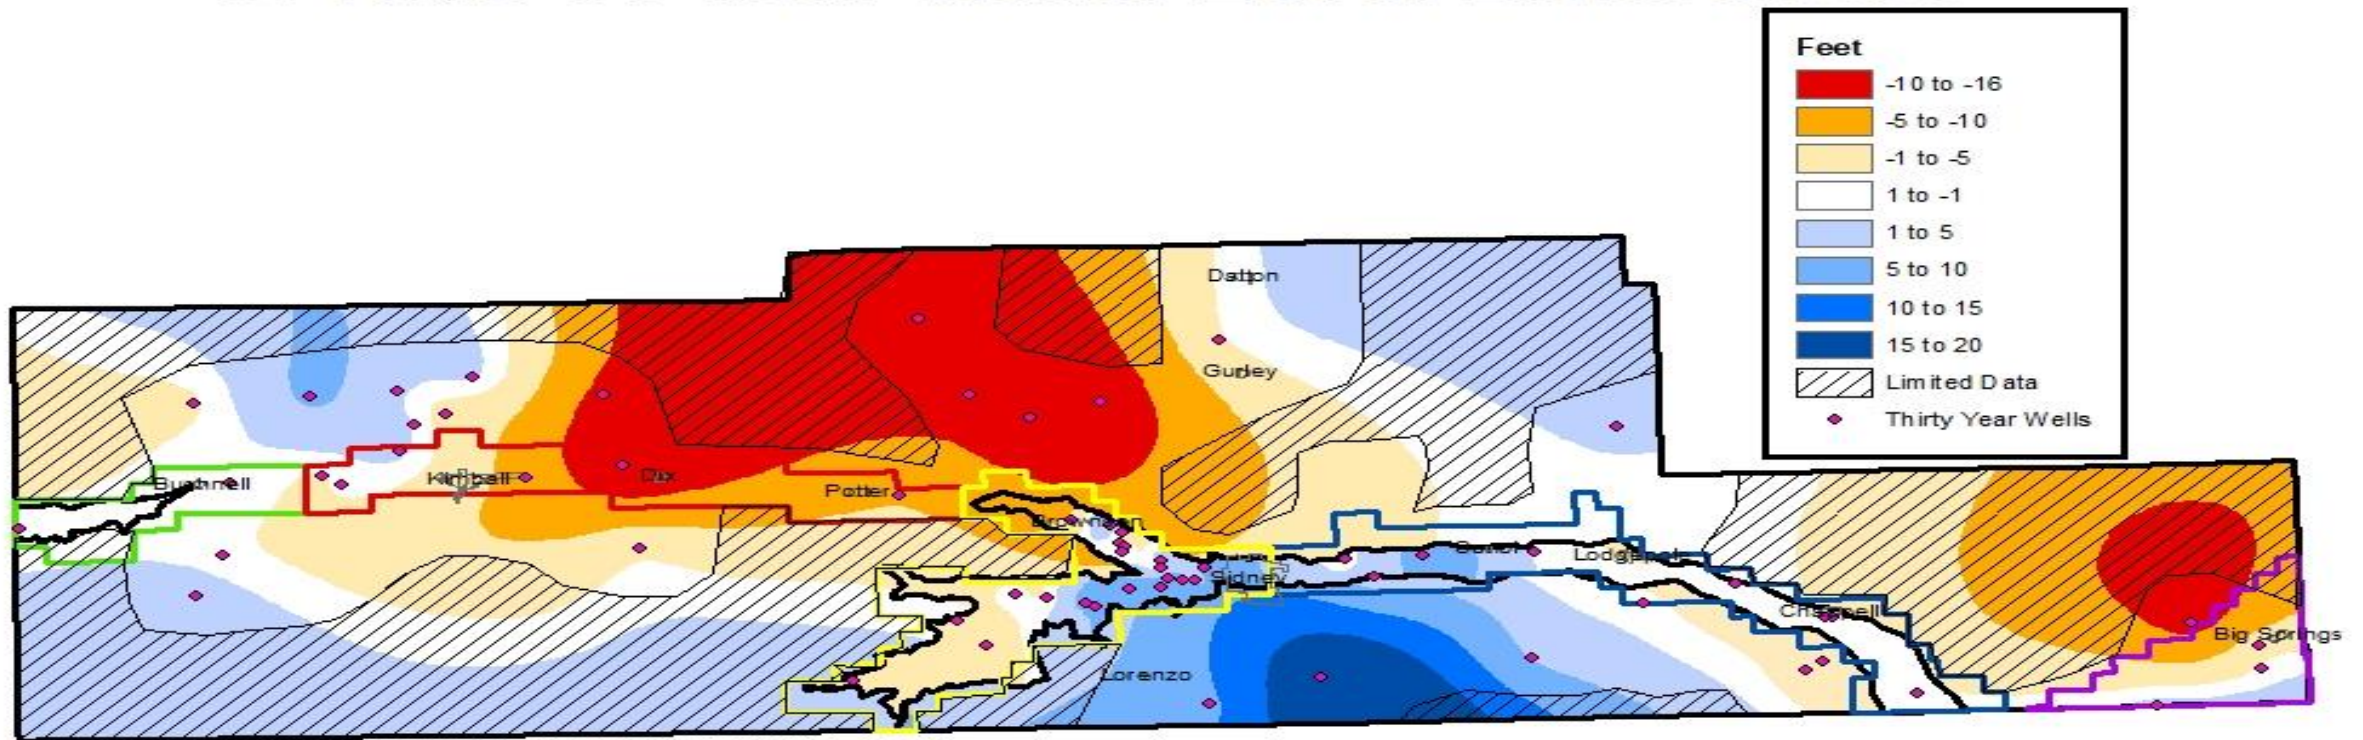 Feet
-10 to -16
-5 to -10
-1 to -5
1 to -1
1 to 5
5 to 10
10 to 15
15 to 20
Limited Data
Thirty Year Wells
Dalton
Gurley
Bushnell
Kimball
Dix
Potter
Brownson
Sunol
Lodgepole
Sidney
Chappell
Big Springs
Lorenzo